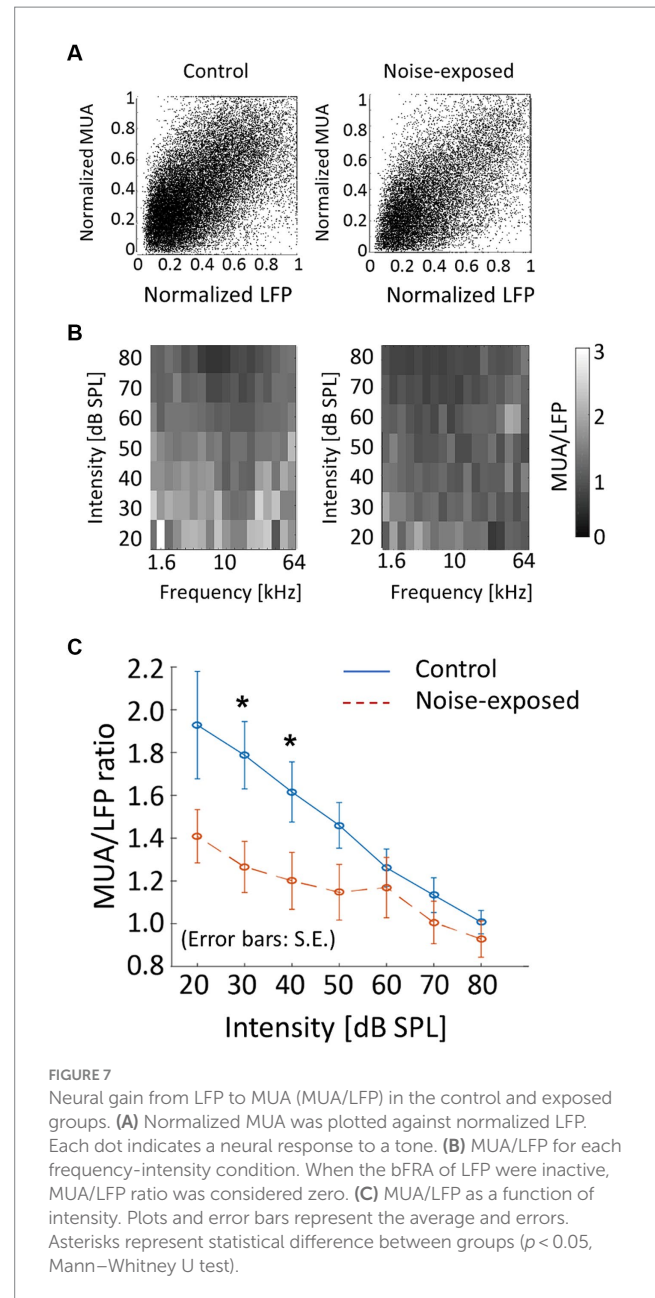 A
Control
Noise-exposed
Normalized MUA
1
0.8
0.6
0.4
0.2
0
0 0.2 0.4 0.6 0.8 1
Normalized LFP
Normalized MUA
1
0.8
0.6
0.4
0.2
0
0 0.2 0.4 0.6 0.8 1
Normalized LFP
B
Intensity [dB SPL]
80
70
60
50
40
30
20
1.6 10 64
Frequency [kHz]
Intensity [dB SPL]
80
70
60
50
40
30
20
1.6 10 64
Frequency [kHz]
3
2
1
0
MUA/LFP
C
MUA/LFP ratio
2.2
2.0
1.8
1.6
1.4
1.2
1.0
0.8
Control
Noise-exposed
* *
(Error bars: S.E.)
20 30 40 50 60 70 80
Intensity [dB SPL]
FIGURE 7
Neural gain from LFP to MUA (MUA/LFP) in the control and exposed
groups. (A) Normalized MUA was plotted against normalized LFP.
Each dot indicates a neural response to a tone. (B) MUA/LFP for each
frequency-intensity condition. When the bFRA of LFP were inactive,
MUA/LFP ratio was considered zero. (C) MUA/LFP as a function of
intensity. Plots and error bars represent the average and errors.
Asterisks represent statistical difference between groups (p < 0.05,
Mann–Whitney U test).